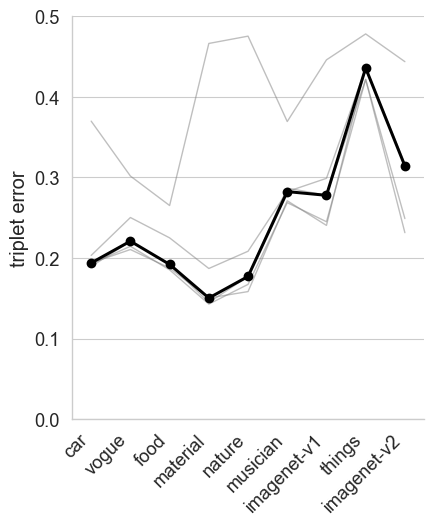 0.5
0.4
0.3
0.2
0.1
0.0
triplet error
car
vogue
food
material
nature
musician
imagenet-v1
things
imagenet-v2